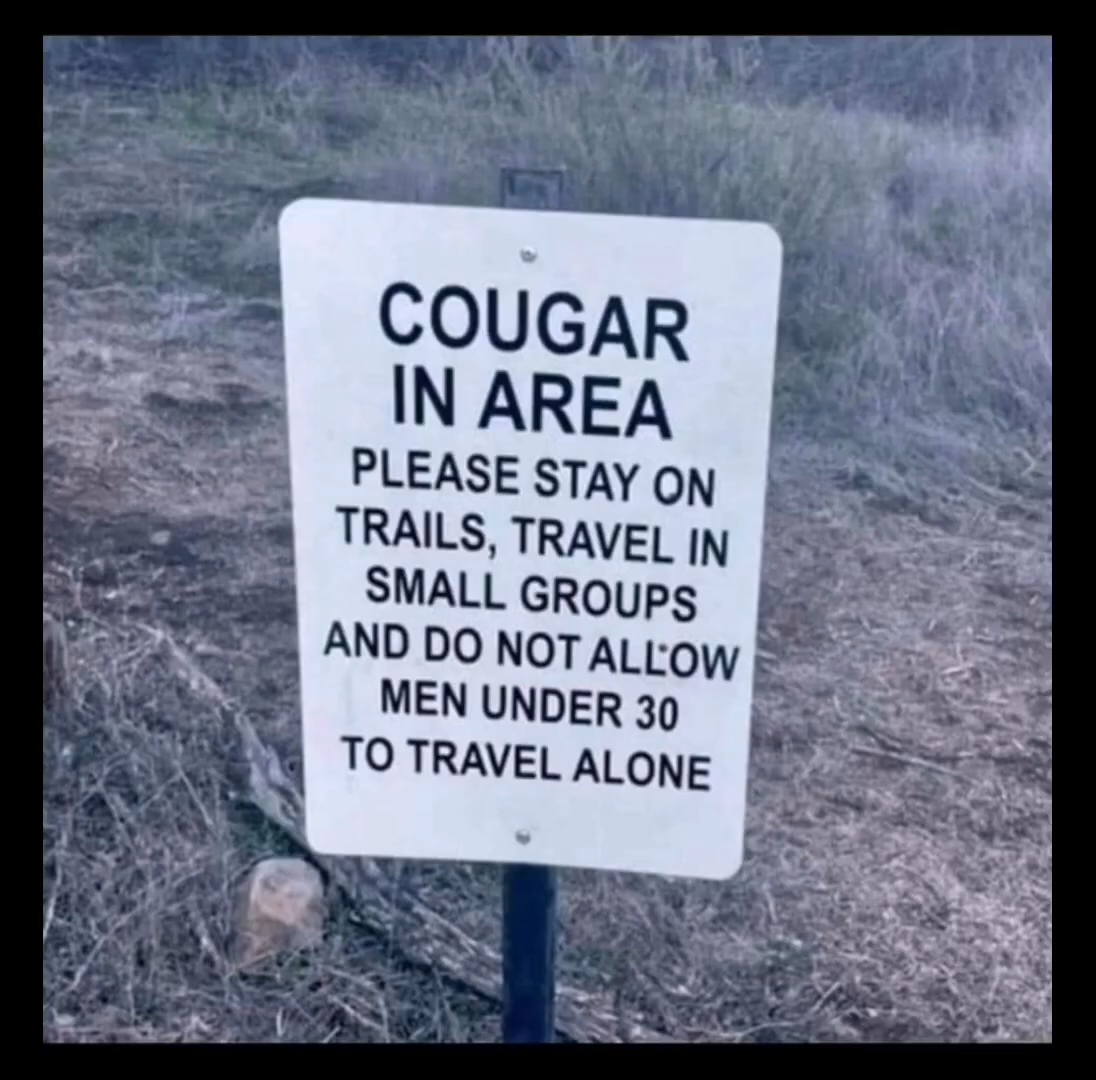 COUGAR
IN AREA
PLEASE STAY ON
TRAILS, TRAVEL IN
SMALL GROUPS
AND DO NOT ALLOW
MEN UNDER 30
TO TRAVEL ALONE